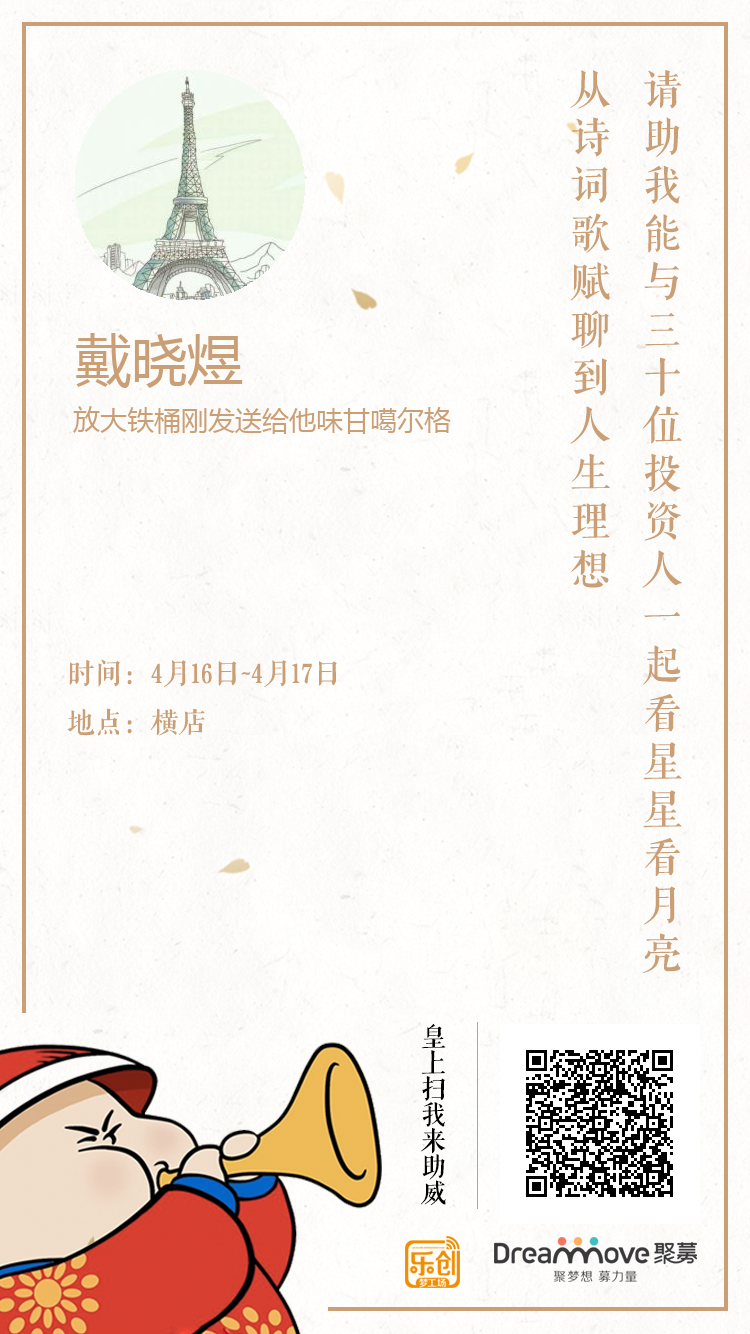 请助我能与三十位投资人一起看星星看月亮
从诗词歌赋聊到人生理想
戴晓煜
放大铁桶刚发送给他味甘噶尔格
时间：4月16日~4月17日
地点：横店
皇上扫我来助威
乐创
梦工场
Dreammove 聚募
聚梦想 募力量